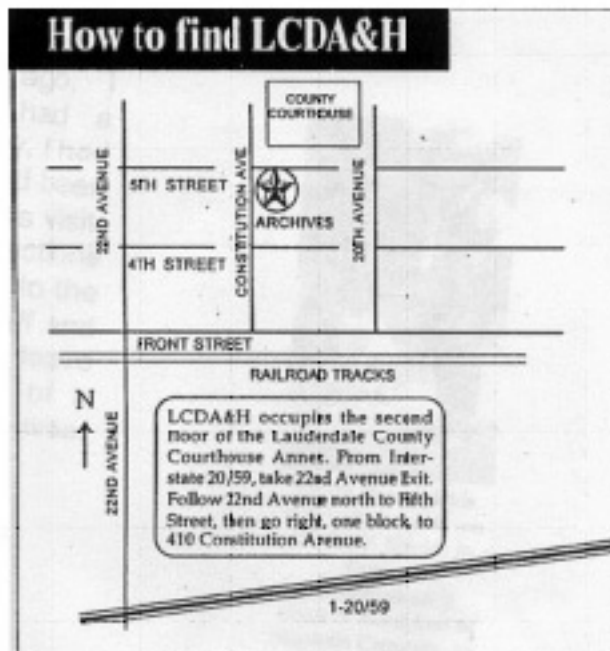 How to find LCDA&H
COUNTY
COURTHOUSE
22ND AVENUE
5TH STREET
CONSTITUTION AVE
ARCHIVES
20TH AVENUE
4TH STREET
FRONT STREET
RAILROAD TRACKS
N
22ND AVENUE
LCDA&H occupies the second
floor of the Lauderdale County
Courthouse Annex. From Inter-
state 20/59, take 22nd Avenue Exit.
Follow 22nd Avenue north to Fifth
Street, then go right, one block, to
410 Constitution Avenue.
1-20/59